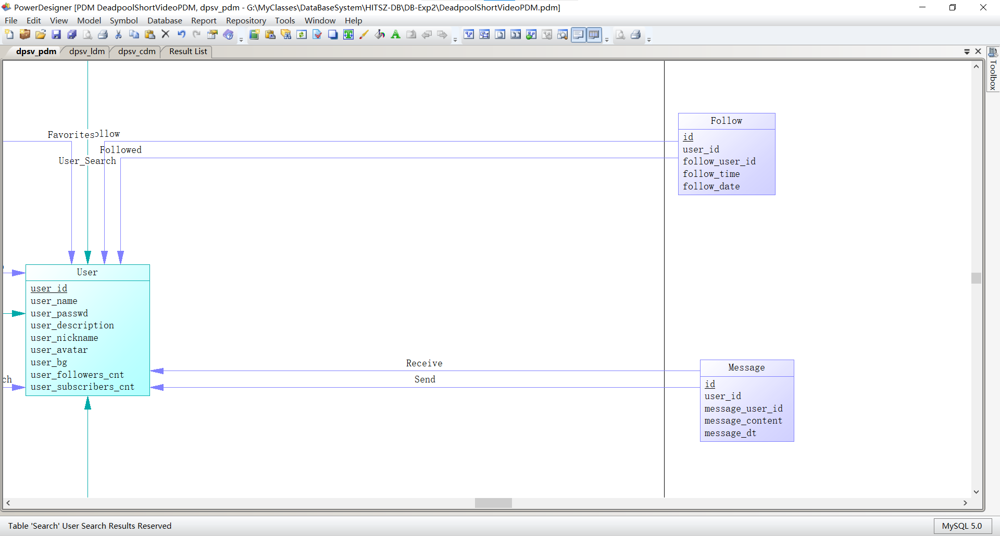 PowerDesigner [PDM DeadpoolShortVideoPDM, dpsv_pdm - G:\MyClasses\DataBaseSystem\HITSZ-DB\DB-Exp2\DeadpoolShortVideoPDM.pdm]
File Edit View Model Symbol Database Report Repository Tools Window Help
dpsv_pdm dpsv_ldm dpsv_cdm Result List
Toolbox
Favorites ollow
Followed
User_Search
Follow
id
user_id
follow_user_id
follow_time
follow_date
User
user_id
user_name
user_passwd
user_description
user_nickname
user_avatar
user_bg
user_followers_cnt
user_subscribers_cnt
ch
Receive
Send
Message
id
user_id
message_user_id
message_content
message_dt
Table 'Search' User Search Results Reserved
MySQL 5.0